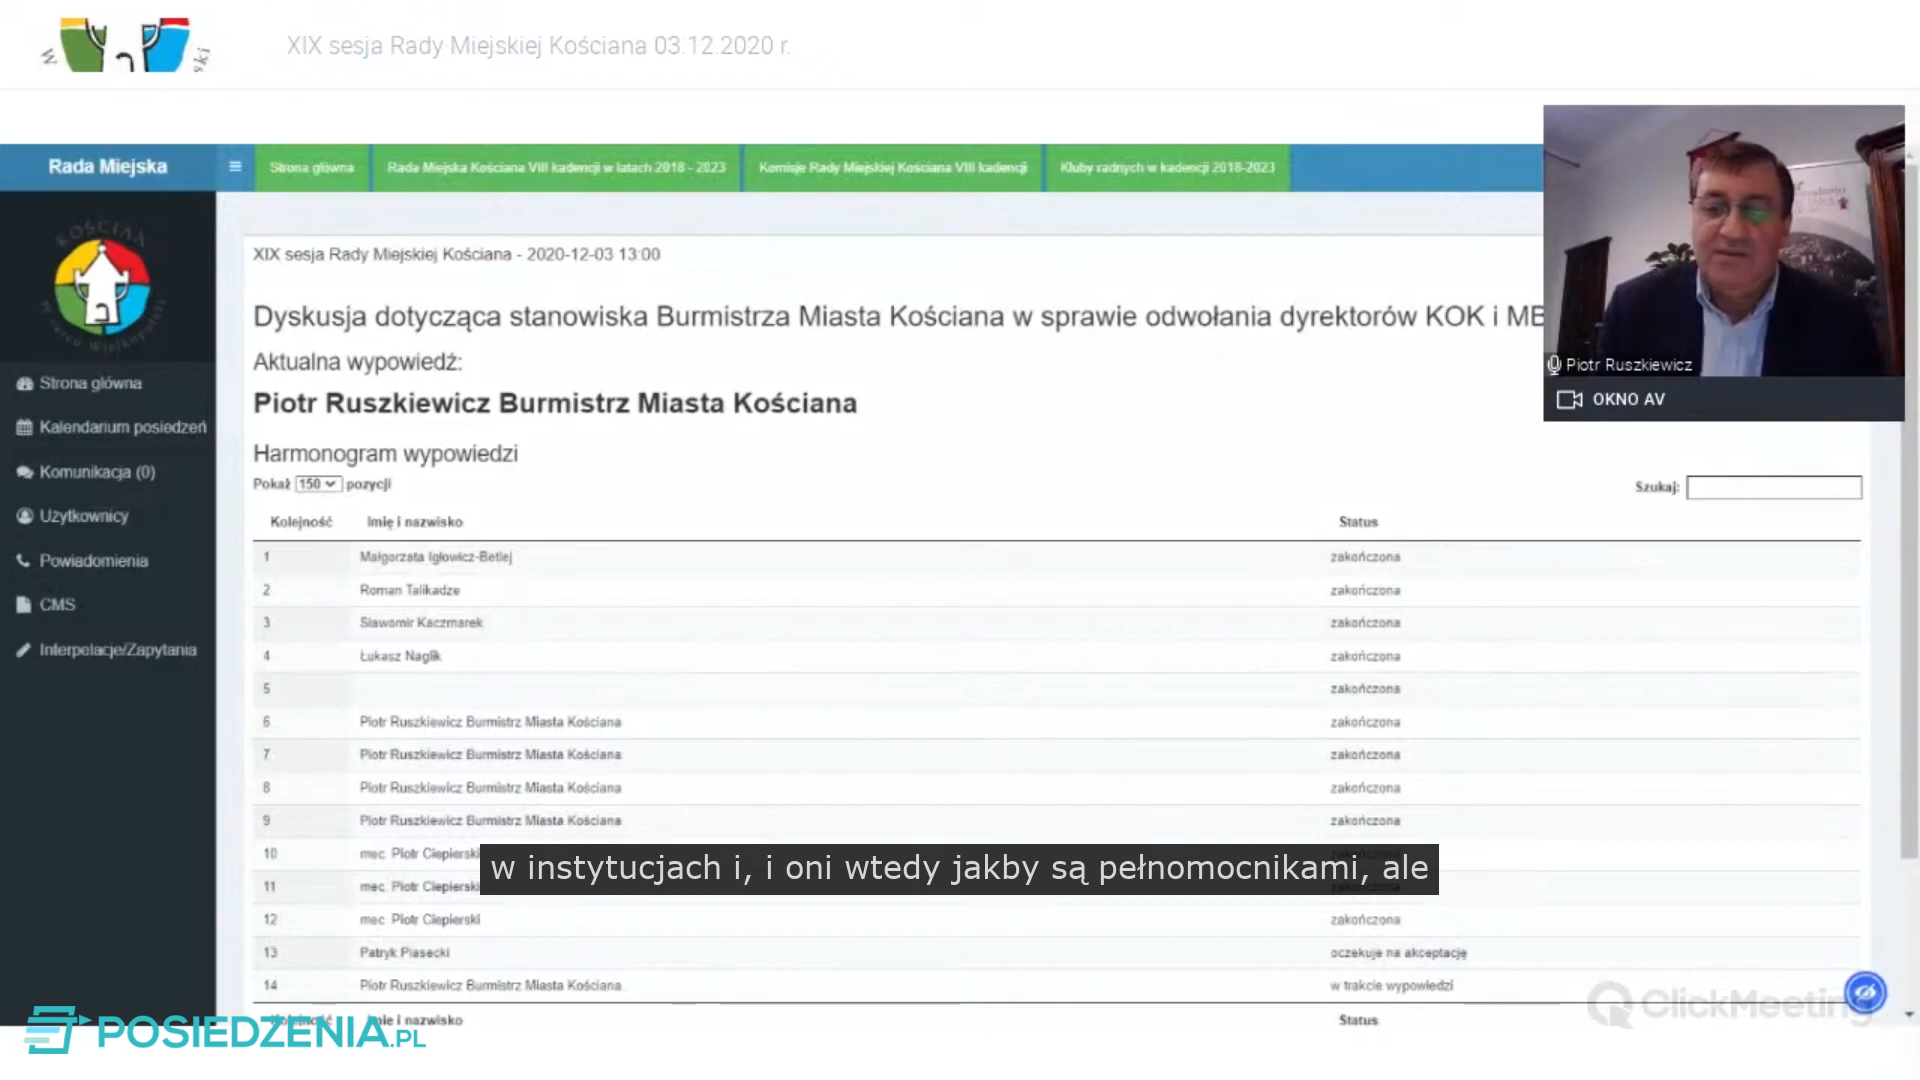 XIX sesja Rady Miejskiej Kościana 03.12.2020 r.
Rada Miejska
Strona główna
Rada Miejska Kościana VIII kadencji w latach 2018 - 2023
Komisje Rady Miejskiej Kościana VIII kadencji
Kluby radnych w kadencji 2018-2023
KOŚCIAN
Strona główna
Kalendarium posiedzeń
Komunikacja (0)
Użytkownicy
Powiadomienia
CMS
Interpelacje/Zapytania
XIX sesja Rady Miejskiej Kościana - 2020-12-03 13:00
Dyskusja dotycząca stanowiska Burmistrza Miasta Kościana w sprawie odwołania dyrektorów KOK i MB
Aktualna wypowiedź:
Piotr Ruszkiewicz Burmistrz Miasta Kościana
Harmonogram wypowiedzi
Pokaż 150 pozycji
Szukaj:
Kolejność Imię i nazwisko Status
1 Małgorzata Igłowicz-Betlej zakończona
2 Roman Talikadze zakończona
3 Sławomir Kaczmarek zakończona
4 Łukasz Naglik zakończona
5 zakończona
6 Piotr Ruszkiewicz Burmistrz Miasta Kościana zakończona
7 Piotr Ruszkiewicz Burmistrz Miasta Kościana zakończona
8 Piotr Ruszkiewicz Burmistrz Miasta Kościana zakończona
9 Piotr Ruszkiewicz Burmistrz Miasta Kościana zakończona
10 mec. Piotr Ciepierski
11 mec. Piotr Ciepierski
12 mec. Piotr Ciepierski zakończona
13 Patryk Piasecki oczekuje na akceptację
14 Piotr Ruszkiewicz Burmistrz Miasta Kościana w trakcie wypowiedzi
Kolejność Imię i nazwisko Status
Piotr Ruszkiewicz
OKNO AV
w instytucjach i, i oni wtedy jakby są pełnomocnikami, ale
ClickMeeting
POSIEDZENIA.PL